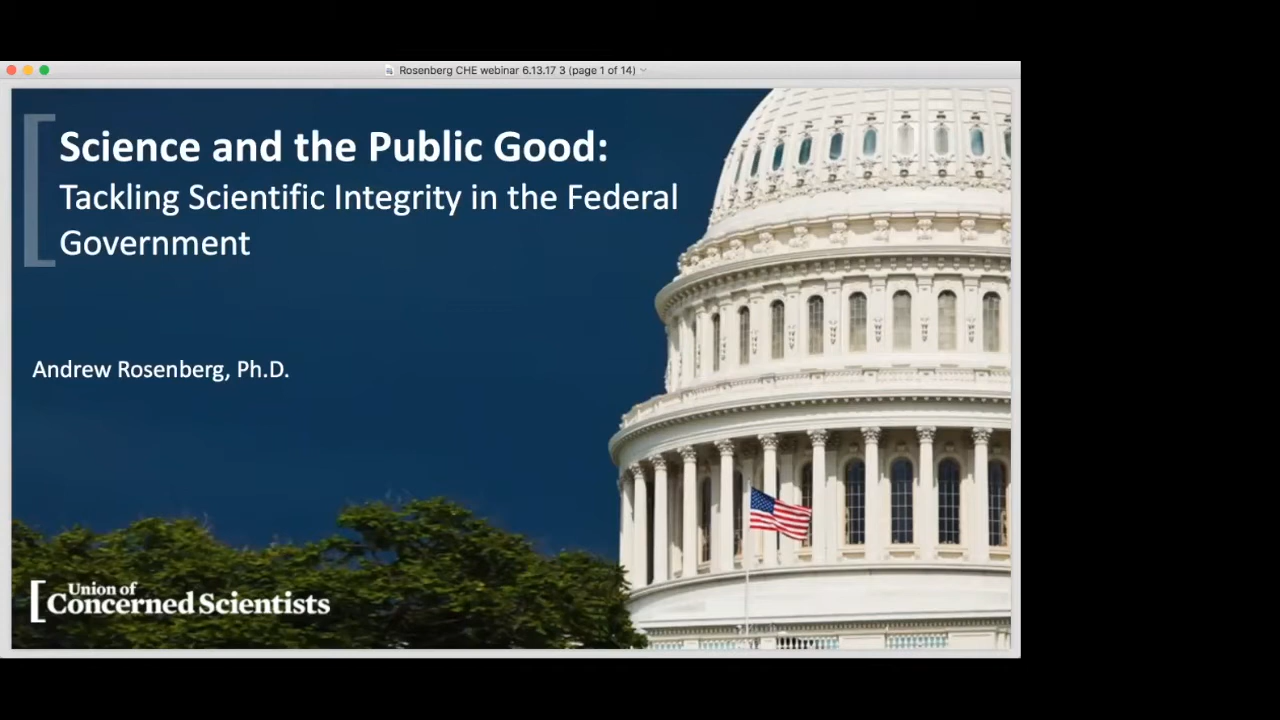 Rosenberg CHE webinar 6.13.17 3 (page 1 of 14)
Science and the Public Good:
Tackling Scientific Integrity in the Federal
Government
Andrew Rosenberg, Ph.D.
Union of
Concerned Scientists